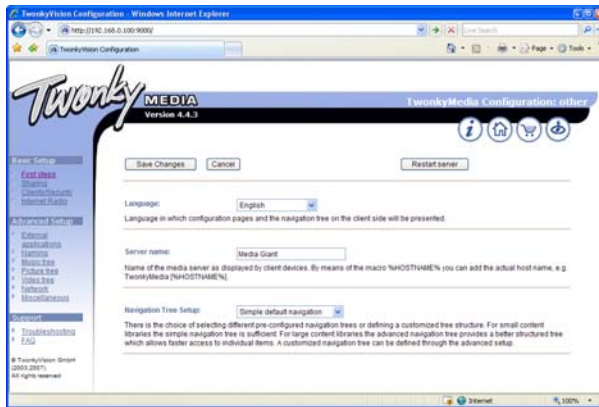 TwonkyVision Configuration - Windows Internet Explorer
http://192.168.0.100:9000/
Live Search
TwonkyVision Configuration
Page
Tools
Twonky
MEDIA
Version 4.4.3
TwonkyMedia Configuration: other
Basic Setup
First steps
Sharing
Clients/Security
Internet Radio
Advanced Setup
External
applications
Naming
Music tree
Picture tree
Video tree
Network
Miscellaneous
Support
Troubleshooting
FAQ
© TwonkyVision GmbH
(2003,2007)
All rights reserved
Save Changes
Cancel
Restart server
Language:
English
Language in which configuration pages and the navigation tree on the client side will be presented.
Server name:
Media Giant
Name of the media server as displayed by client devices. By means of the macro %HOSTNAME% you can add the actual host name, e.g.
TwonkyMedia [%HOSTNAME%].
Navigation Tree Setup:
Simple default navigation
There is the choice of selecting different pre-configured navigation trees or defining a customized tree structure. For small content
libraries the simple navigation tree is sufficient. For large content libraries the advanced navigation tree provides a better structured tree
which allows faster access to individual items. A customized navigation tree can be defined through the advanced setup.
Internet
100%